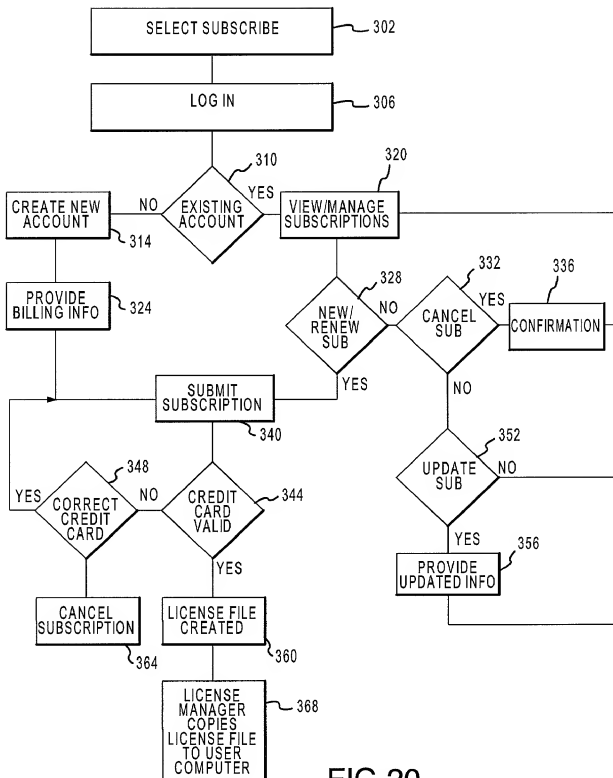 SELECT SUBSCRIBE
302
LOG IN
306
310
320
NO
EXISTING
ACCOUNT
YES
CREATE NEW
ACCOUNT
314
VIEW/MANAGE
SUBSCRIPTIONS
PROVIDE
BILLING INFO
324
328
332
336
NEW/
RENEW
SUB
NO
CANCEL
SUB
YES
CONFIRMATION
YES
NO
SUBMIT
SUBSCRIPTION
340
348
344
352
YES
CORRECT
CREDIT
CARD
NO
CREDIT
CARD
VALID
UPDATE
SUB
NO
YES
YES
356
PROVIDE
UPDATED INFO
CANCEL
SUBSCRIPTION
364
LICENSE FILE
CREATED
360
LICENSE
MANAGER
COPIES
LICENSE FILE
TO USER
COMPUTER
368
FIG.20